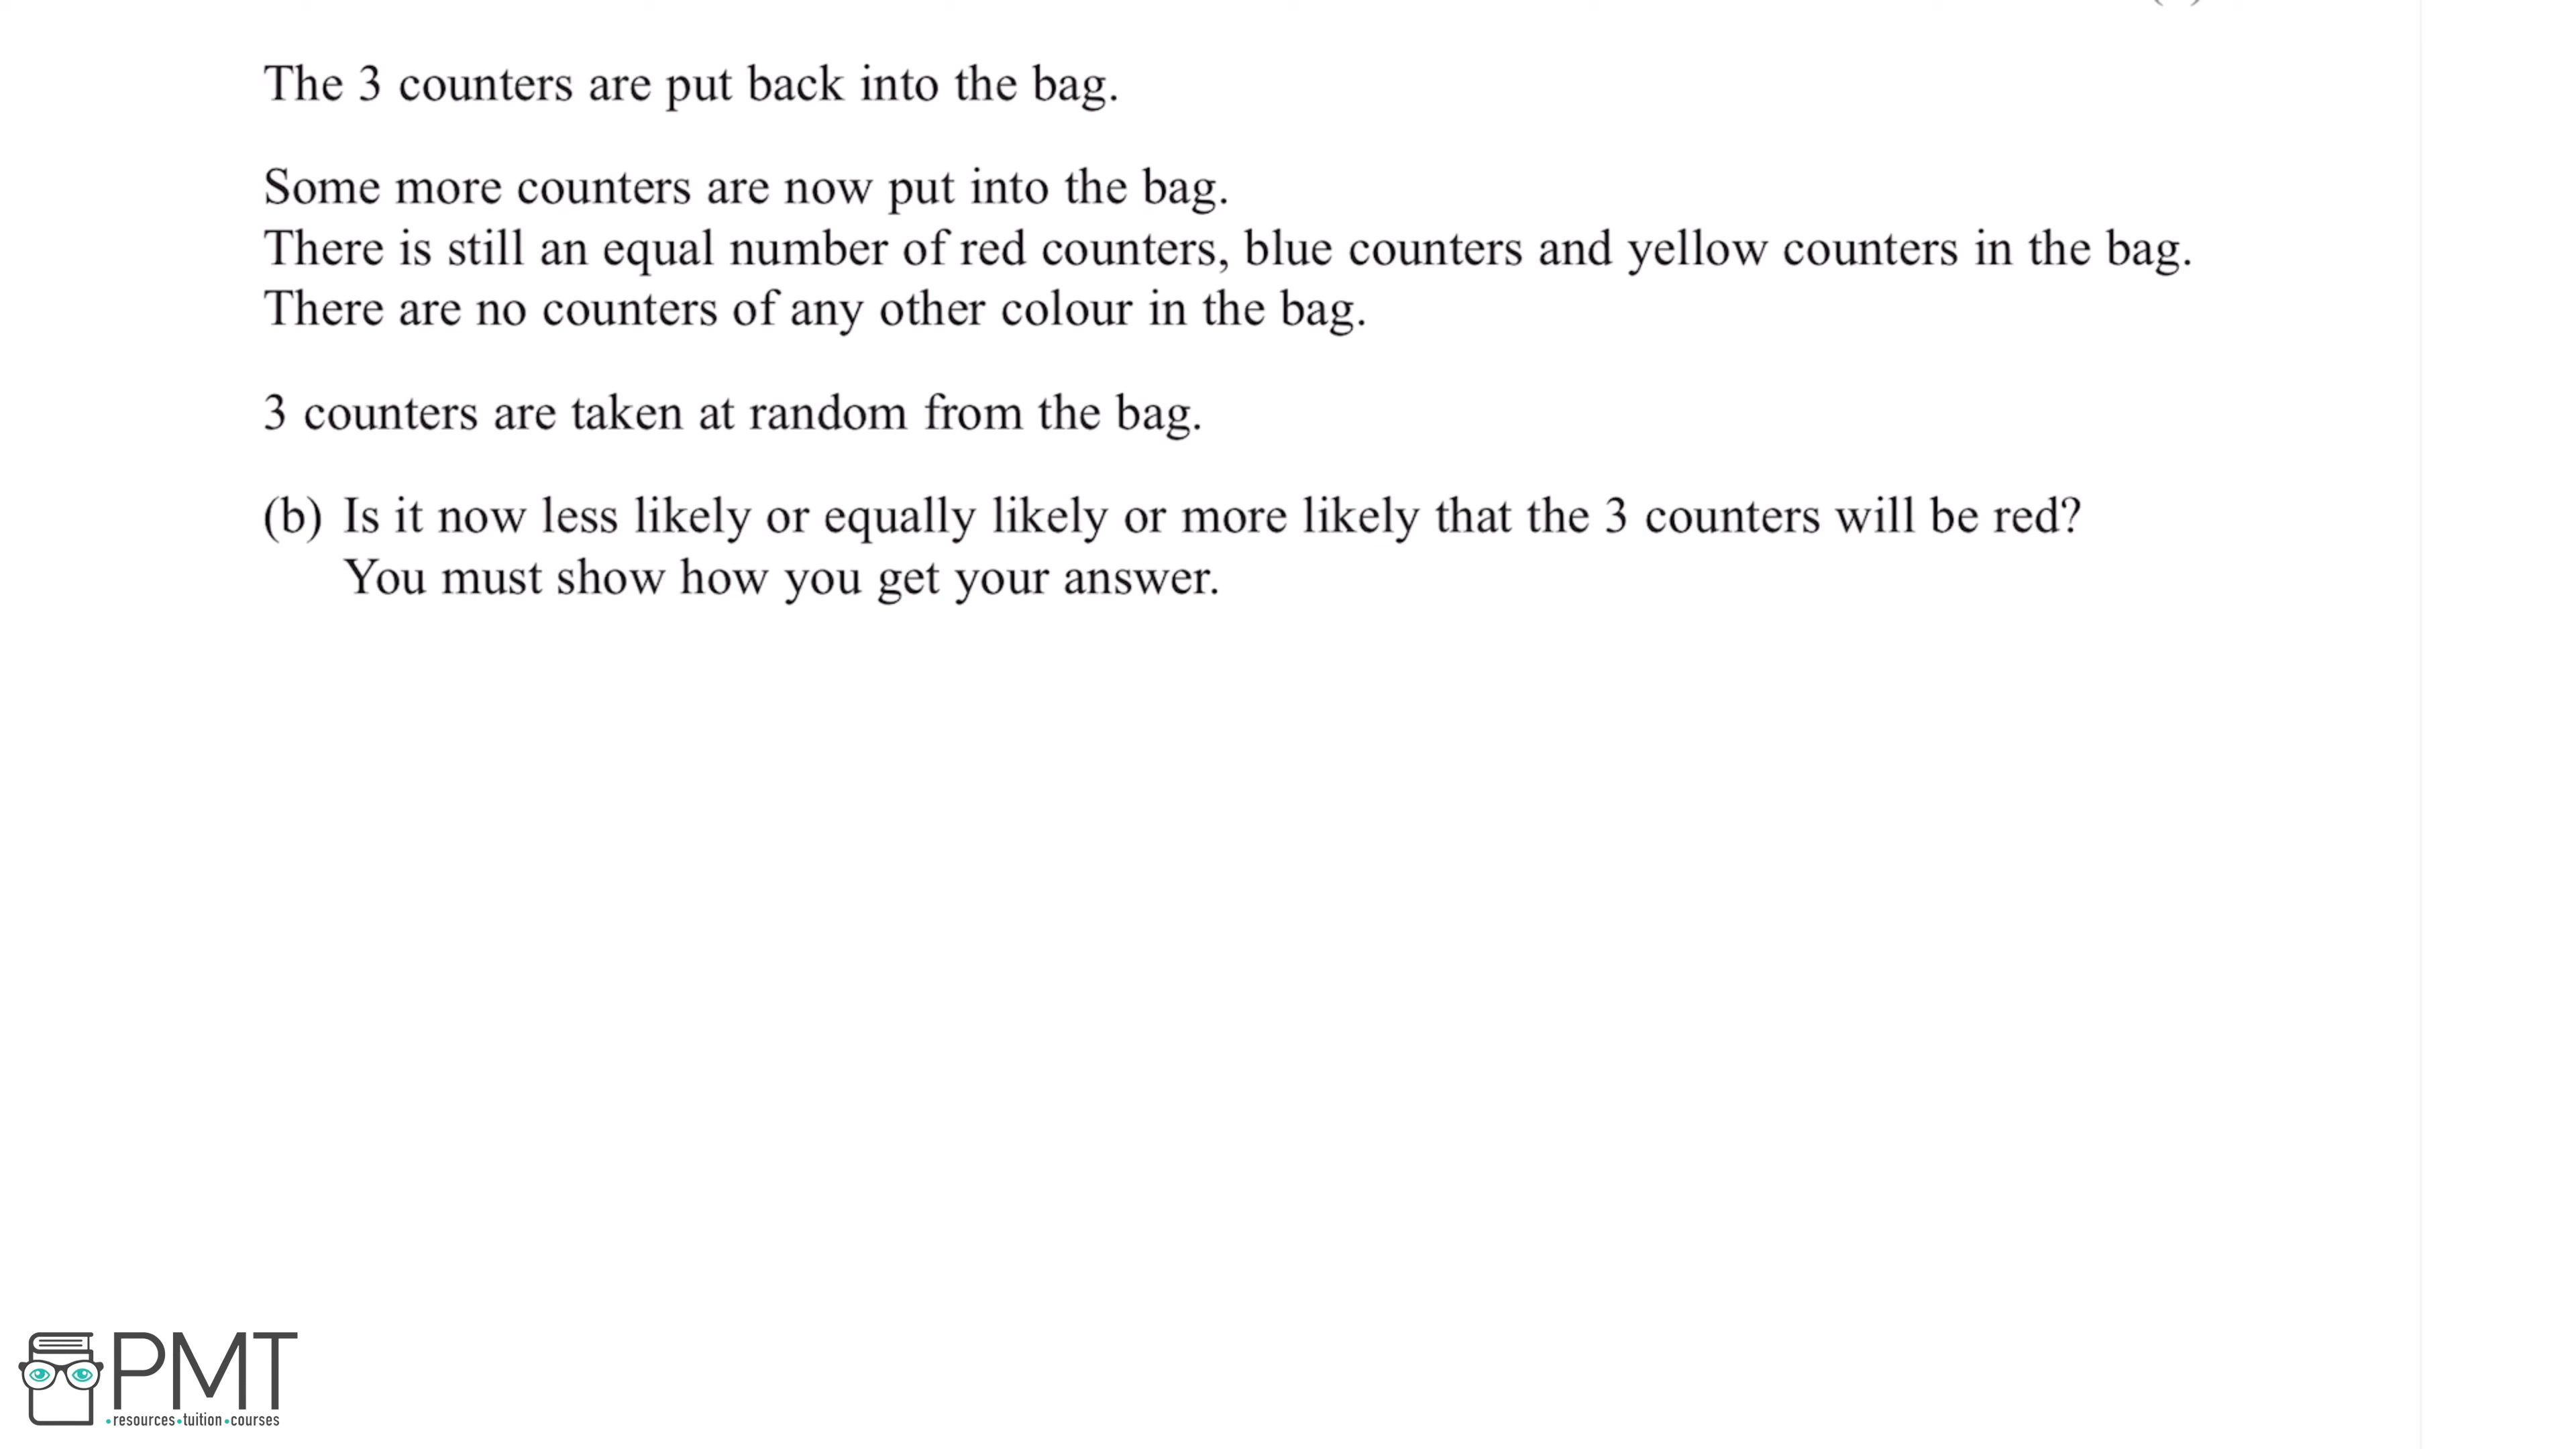 The 3 counters are put back into the bag.
Some more counters are now put into the bag.
There is still an equal number of red counters, blue counters and yellow counters in the bag.
There are no counters of any other colour in the bag.
3 counters are taken at random from the bag.
(b) Is it now less likely or equally likely or more likely that the 3 counters will be red?
You must show how you get your answer.
PMT
•resources•tuition•courses